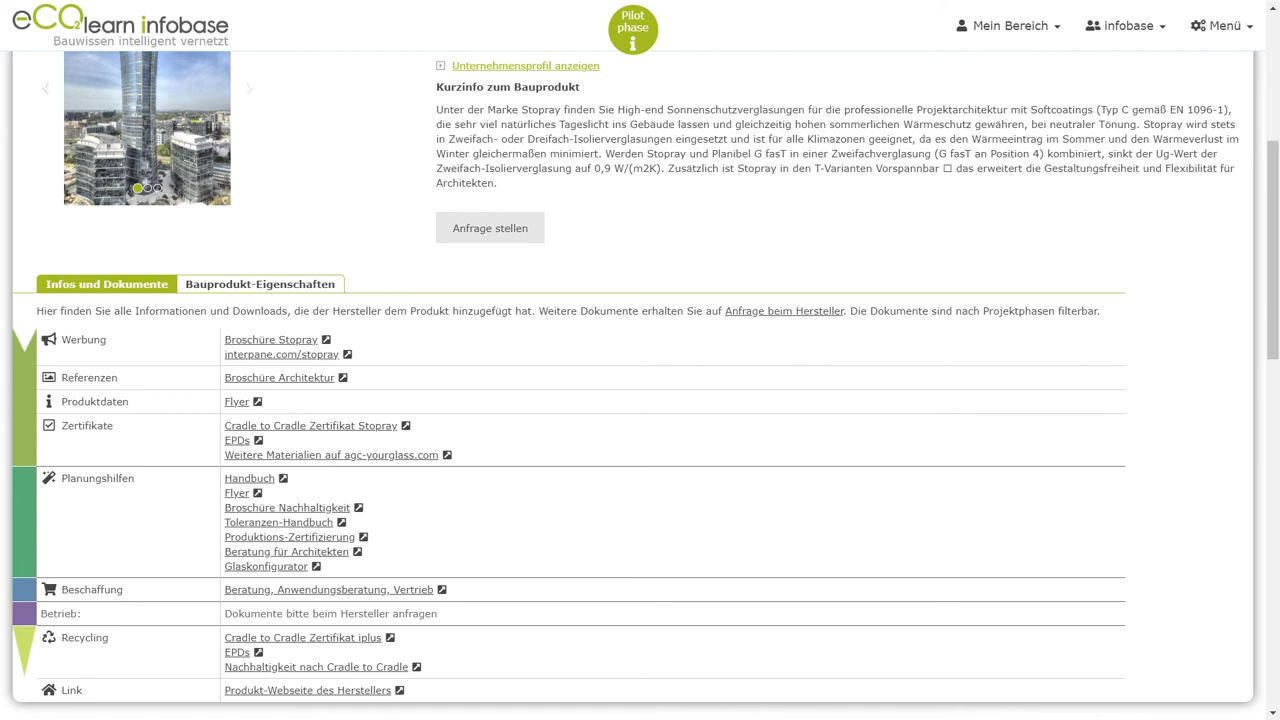 eCO2learn infobase
Bauwissen intelligent vernetzt
Pilot
phase
Mein Bereich
infobase
Menü
Unternehmensprofil anzeigen
Kurzinfo zum Bauprodukt
Unter der Marke Stopray finden Sie High-end Sonnenschutzverglasungen für die professionelle Projektarchitektur mit Softcoatings (Typ C gemäß EN 1096-1),
die sehr viel natürliches Tageslicht ins Gebäude lassen und gleichzeitig hohen sommerlichen Wärmeschutz gewähren, bei neutraler Tönung. Stopray wird stets
in Zweifach- oder Dreifach-Isolierverglasungen eingesetzt und ist für alle Klimazonen geeignet, da es den Wärmeeintrag im Sommer und den Wärmeverlust im
Winter gleichermaßen minimiert. Werden Stopray und Planibel G fasT in einer Zweifachverglasung (G fasT an Position 4) kombiniert, sinkt der Ug-Wert der
Zweifach-Isolierverglasung auf 0,9 W/(m2K). Zusätzlich ist Stopray in den T-Varianten Vorspannbar ☐ das erweitert die Gestaltungsfreiheit und Flexibilität für
Architekten.
Anfrage stellen
Infos und Dokumente
Bauprodukt-Eigenschaften
Hier finden Sie alle Informationen und Downloads, die der Hersteller dem Produkt hinzugefügt hat. Weitere Dokumente erhalten Sie auf Anfrage beim Hersteller. Die Dokumente sind nach Projektphasen filterbar.
Werbung
Broschüre Stopray
interpane.com/stopray
Referenzen
Broschüre Architektur
Produktdaten
Flyer
Zertifikate
Cradle to Cradle Zertifikat Stopray
EPDs
Weitere Materialien auf agc-yourglass.com
Planungshilfen
Handbuch
Flyer
Broschüre Nachhaltigkeit
Toleranzen-Handbuch
Produktions-Zertifizierung
Beratung für Architekten
Glaskonfigurator
Beschaffung
Beratung, Anwendungsberatung, Vertrieb
Betrieb:
Dokumente bitte beim Hersteller anfragen
Recycling
Cradle to Cradle Zertifikat iplus
EPDs
Nachhaltigkeit nach Cradle to Cradle
Link
Produkt-Webseite des Herstellers